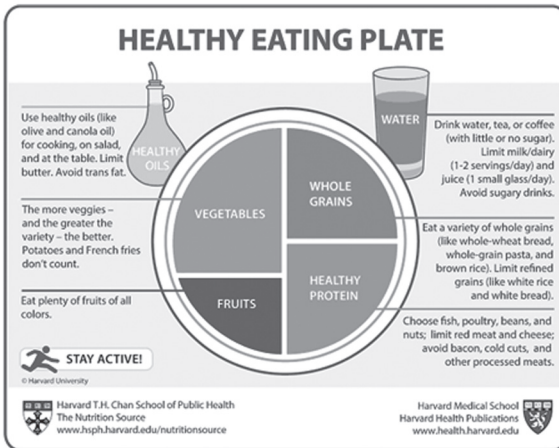 HEALTHY EATING PLATE
Use healthy oils (like
olive and canola oil)
for cooking, on salad,
and at the table. Limit
butter. Avoid trans fat.
HEALTHY
OILS
The more veggies –
and the greater the
variety – the better.
Potatoes and French fries
don't count.
Eat plenty of fruits of all
colors.
VEGETABLES
FRUITS
WHOLE
GRAINS
HEALTHY
PROTEIN
WATER
Drink water, tea, or coffee
(with little or no sugar).
Limit milk/dairy
(1-2 servings/day) and
juice (1 small glass/day).
Avoid sugary drinks.
Eat a variety of whole grains
(like whole-wheat bread,
whole-grain pasta, and
brown rice). Limit refined
grains (like white rice
and white bread).
Choose fish, poultry, beans, and
nuts; limit red meat and cheese;
avoid bacon, cold cuts, and
other processed meats.
STAY ACTIVE!
© Harvard University
Harvard T.H. Chan School of Public Health
The Nutrition Source
www.hsph.harvard.edu/nutritionsource
Harvard Medical School
Harvard Health Publications
www.health.harvard.edu